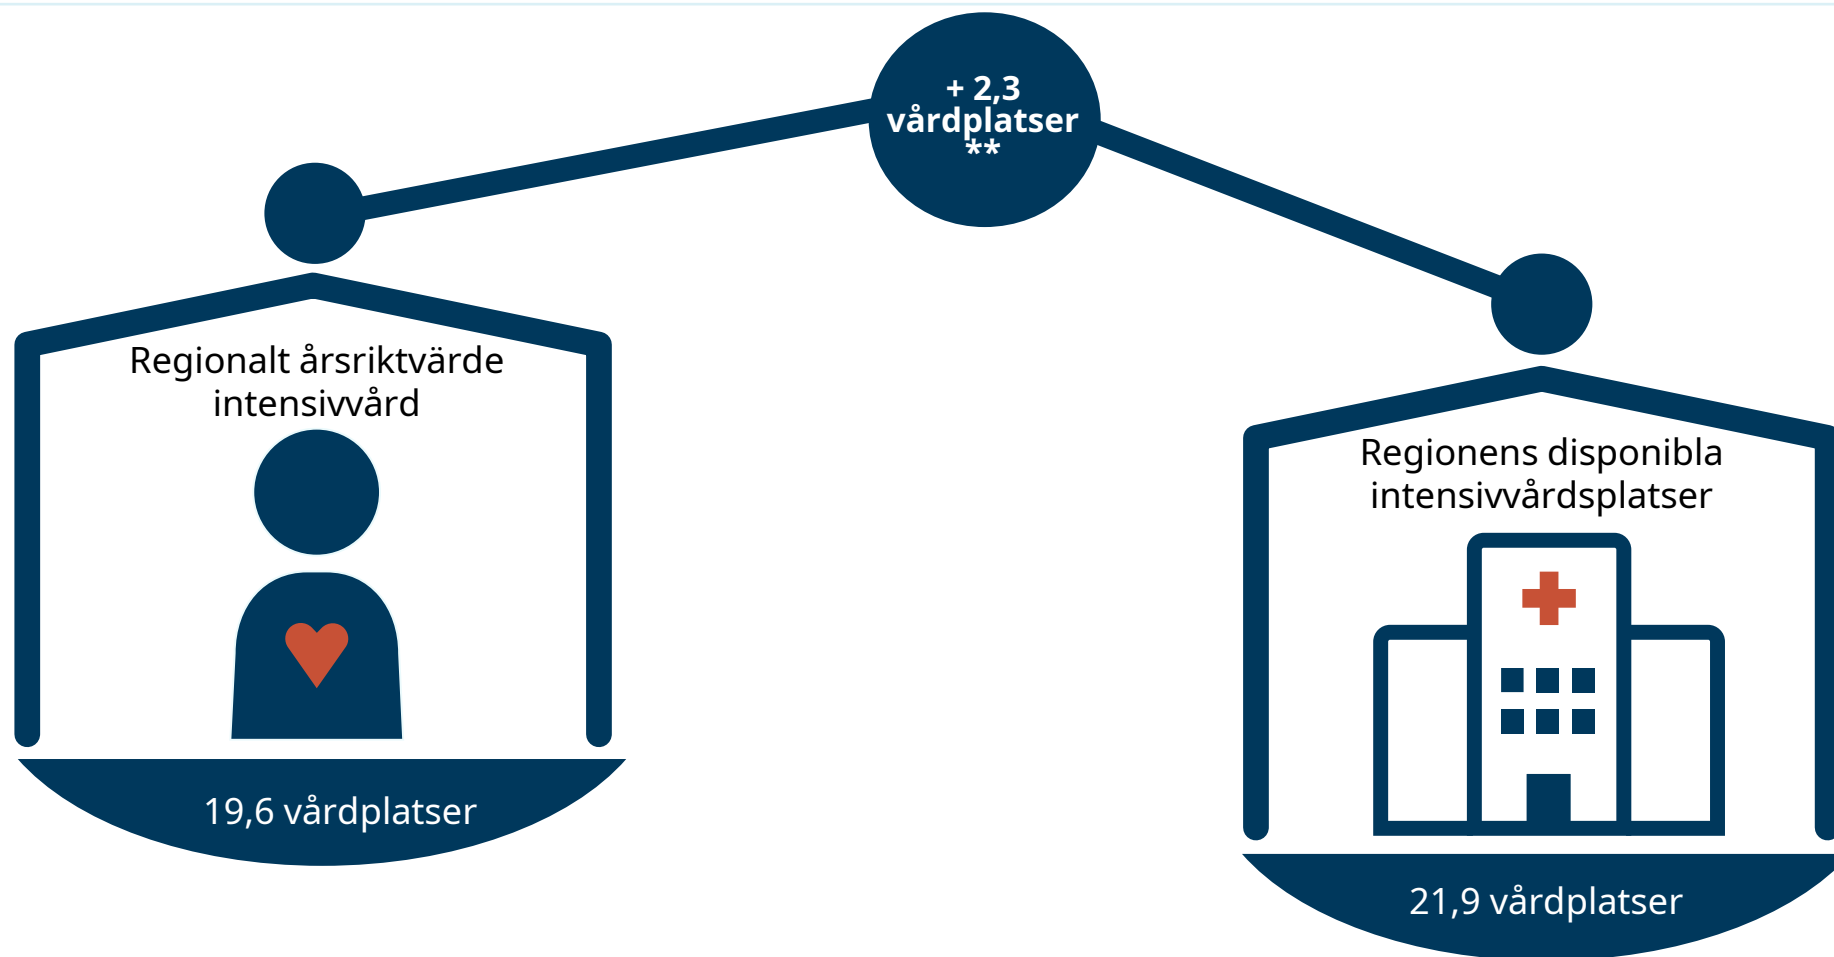 + 2,3
vårdplatser
**
Regionalt årsriktvärde
intensivvård
19,6 vårdplatser
Regionens disponibla
intensivvårdsplatser
21,9 vårdplatser